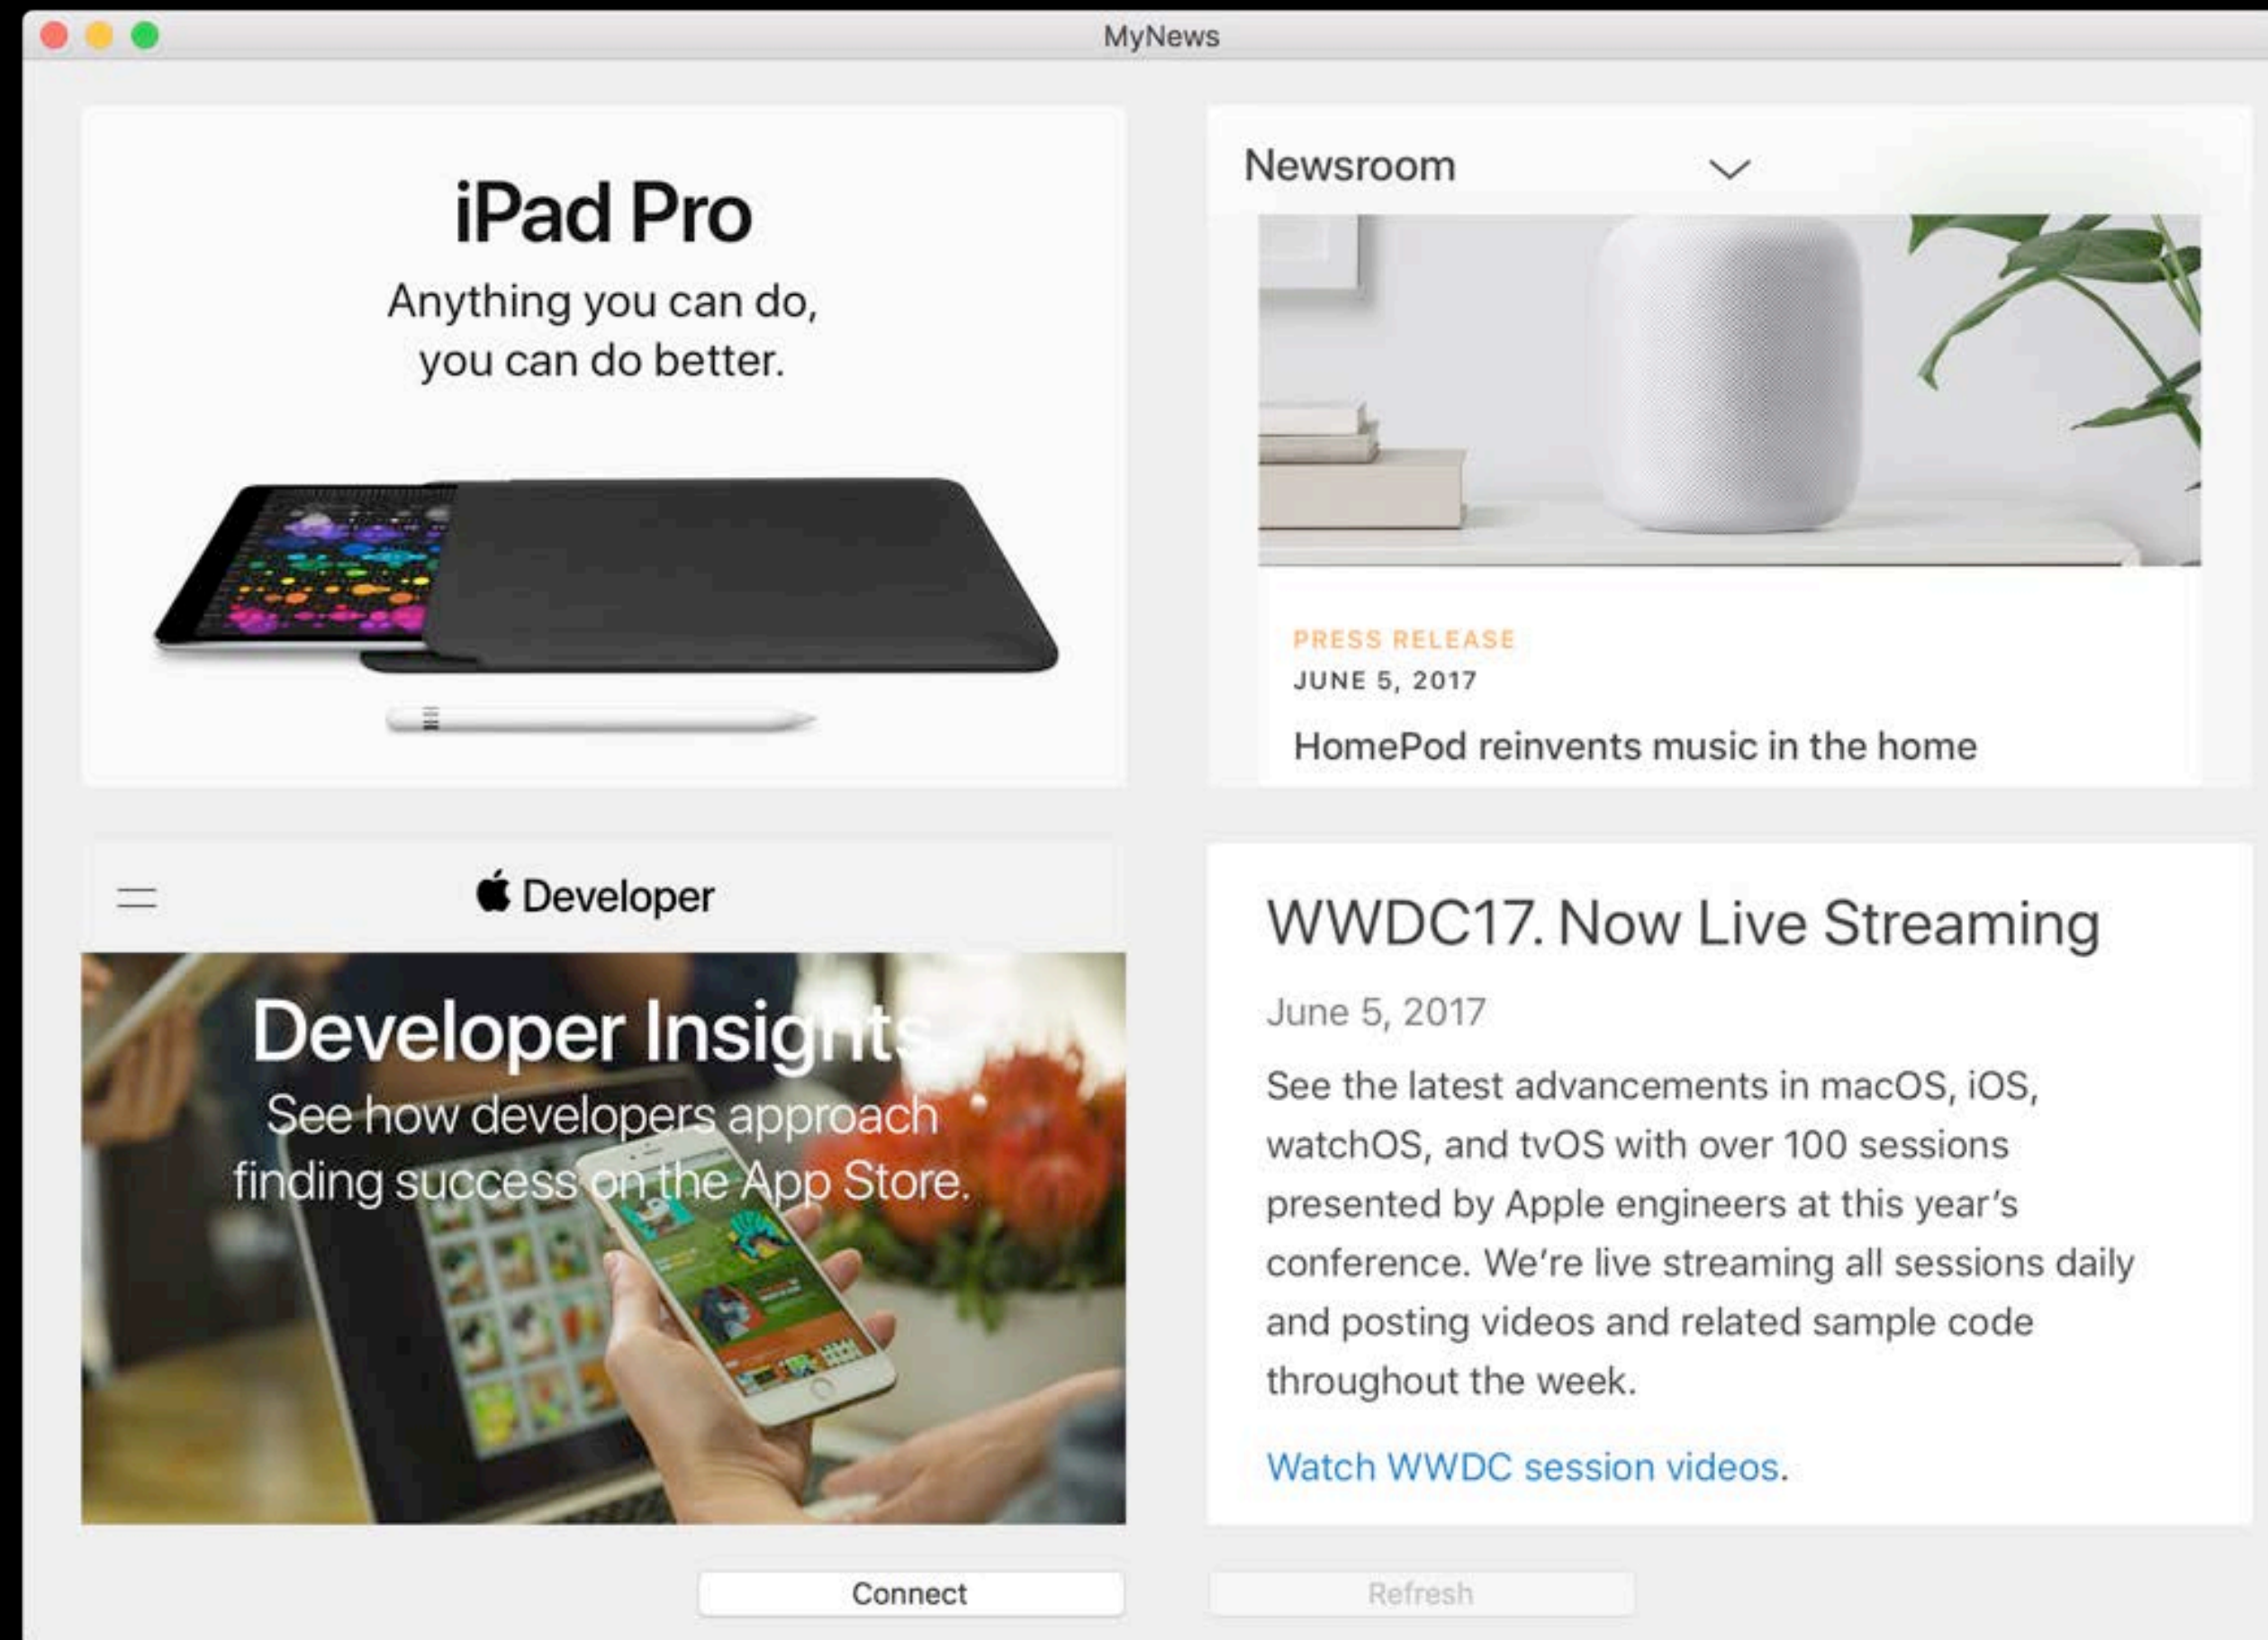 MyNews
iPad Pro
Anything you can do,
you can do better.
Newsroom
PRESS RELEASE
JUNE 5, 2017
HomePod reinvents music in the home
Developer
Developer Insights.
See how developers approach
finding success on the App Store.
WWDC17. Now Live Streaming
June 5, 2017
See the latest advancements in macOS, iOS,
watchOS, and tvOS with over 100 sessions
presented by Apple engineers at this year's
conference. We're live streaming all sessions daily
and posting videos and related sample code
throughout the week.
Watch WWDC session videos.
Connect
Refresh